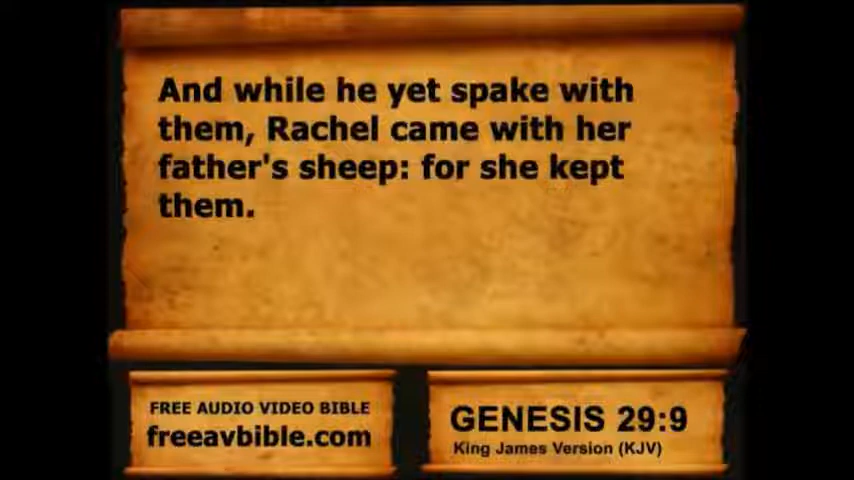 And while he yet spake with
them, Rachel came with her
father's sheep: for she kept
them.
FREE AUDIO VIDEO BIBLE
freeavbible.com
GENESIS 29:9
King James Version (KJV)